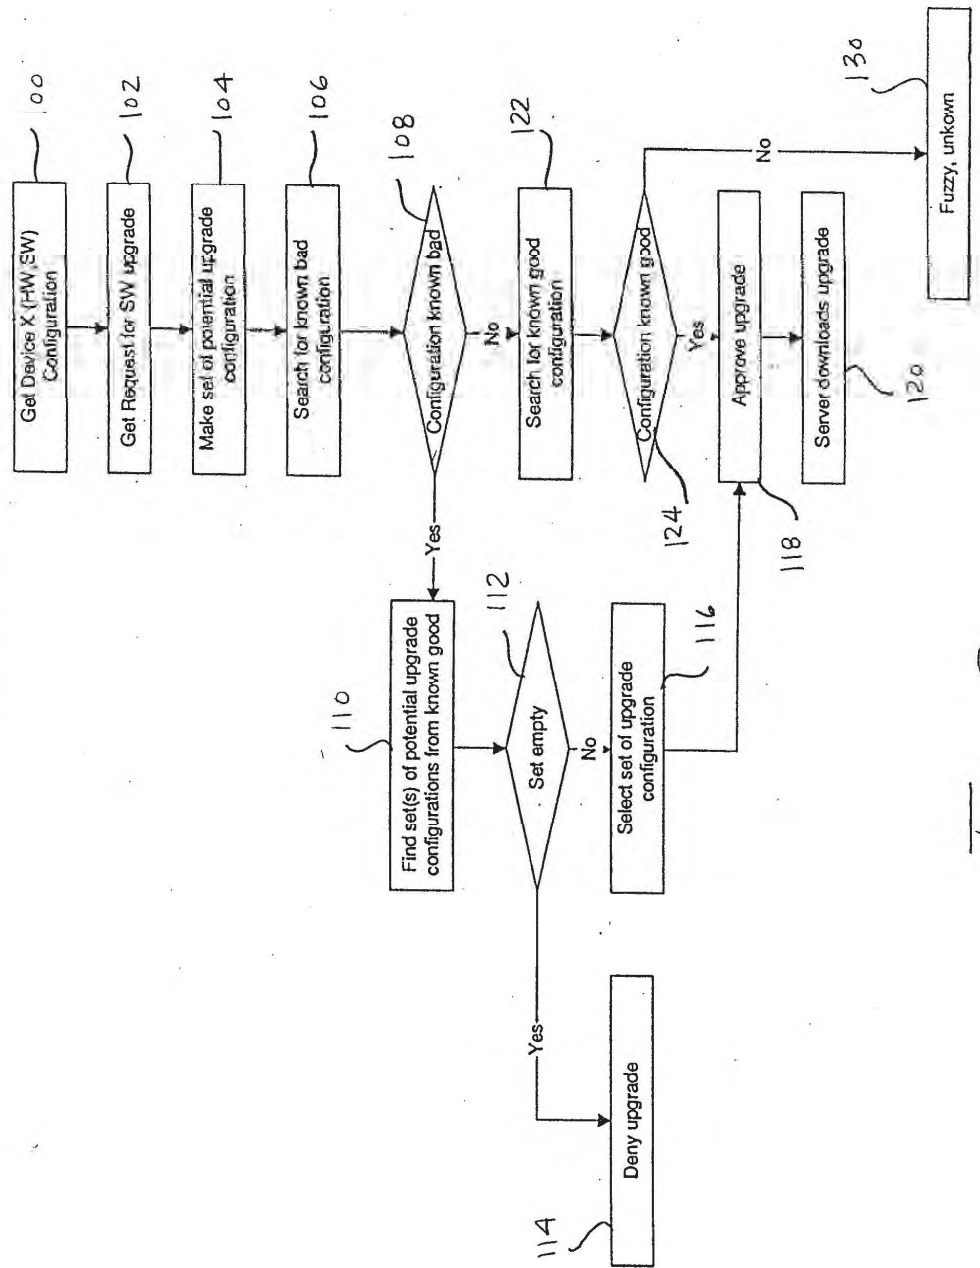 Get Device X (HW,SW)
Configuration
100
Get Request for SW upgrade
102
Make set of potential upgrade
configuration
104
Search for known bad
configuration
106
Configuration known bad
108
Yes
No
Find set(s) of potential upgrade
configurations from known good
110
Set empty
112
Yes
No
Deny upgrade
114
Select set of upgrade
configuration
116
Search for known good
configuration
122
Configuration known good
124
Yes
No
Approve upgrade
118
Server downloads upgrade
120
Fuzzy, unkown
130